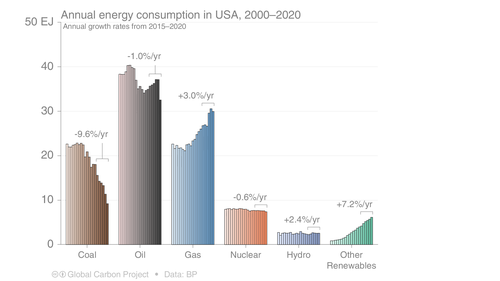 Annual energy consumption in USA, 2000–2020
50 EJ
Annual growth rates from 2015–2020
40
30
20
10
0
-9.6%/yr
-1.0%/yr
+3.0%/yr
-0.6%/yr
+2.4%/yr
+7.2%/yr
Coal
Oil
Gas
Nuclear
Hydro
Other
Renewables
Global Carbon Project • Data: BP